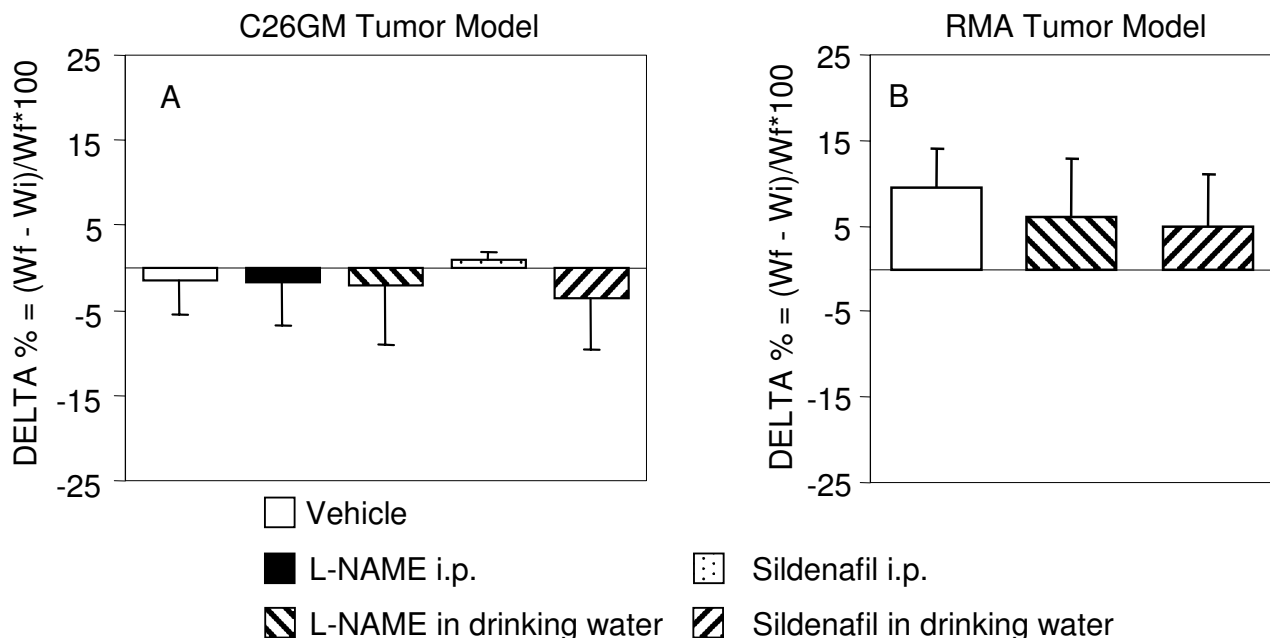 C26GM Tumor Model
RMA Tumor Model
DELTA % = (Wf - Wi)/Wf*100
25
15
5
-5
-15
-25
A
DELTA % = (Wf - Wi)/Wf*100
25
15
5
-5
-15
-25
B
Vehicle
L-NAME i.p.
Sildenafil i.p.
L-NAME in drinking water
Sildenafil in drinking water